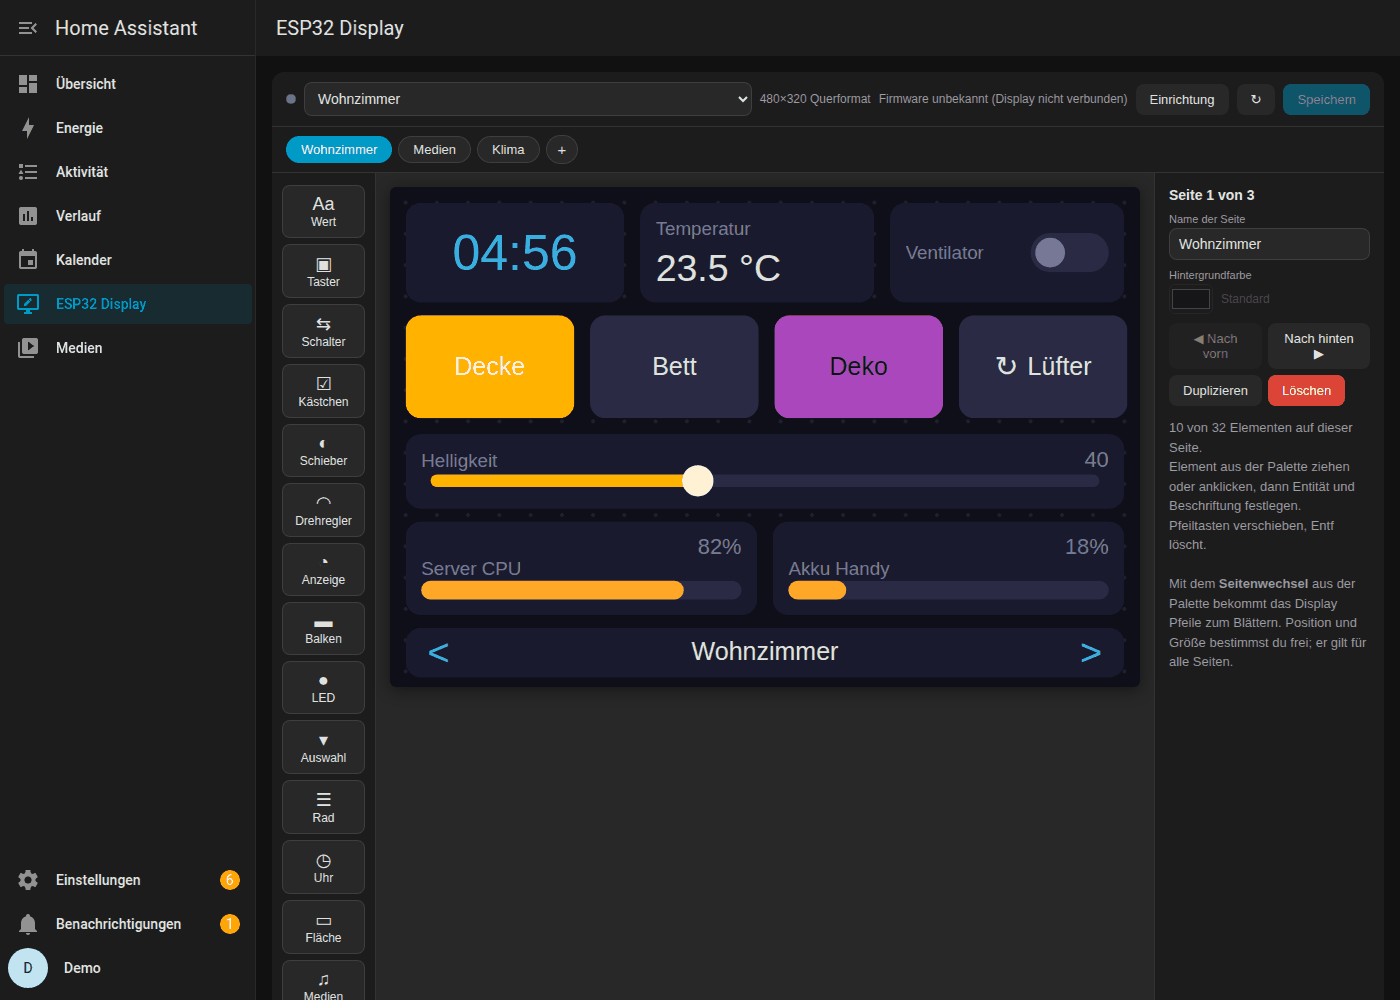 Home Assistant
Übersicht
Energie
Aktivität
Verlauf
Kalender
ESP32 Display
Medien
Einstellungen 6
Benachrichtigungen 1
D Demo
ESP32 Display
Wohnzimmer 480×320 Querformat Firmware unbekannt (Display nicht verbunden) Einrichtung ↻ Speichern
Wohnzimmer Medien Klima +
Aa
Wert
Taster
Schalter
Kästchen
Schieber
Drehregler
Anzeige
Balken
LED
Auswahl
Rad
Uhr
Fläche
Medien
04:56
Temperatur
23.5 °C
Ventilator
Decke Bett Deko ↻ Lüfter
Helligkeit 40
82%
Server CPU
18%
Akku Handy
< Wohnzimmer >
Seite 1 von 3
Name der Seite
Wohnzimmer
Hintergrundfarbe
Standard
◀ Nach
vorn
Nach hinten
▶
Duplizieren Löschen
10 von 32 Elementen auf dieser
Seite.
Element aus der Palette ziehen
oder anklicken, dann Entität und
Beschriftung festlegen.
Pfeiltasten verschieben, Entf
löscht.
Mit dem Seitenwechsel aus der
Palette bekommt das Display
Pfeile zum Blättern. Position und
Größe bestimmst du frei; er gilt für
alle Seiten.